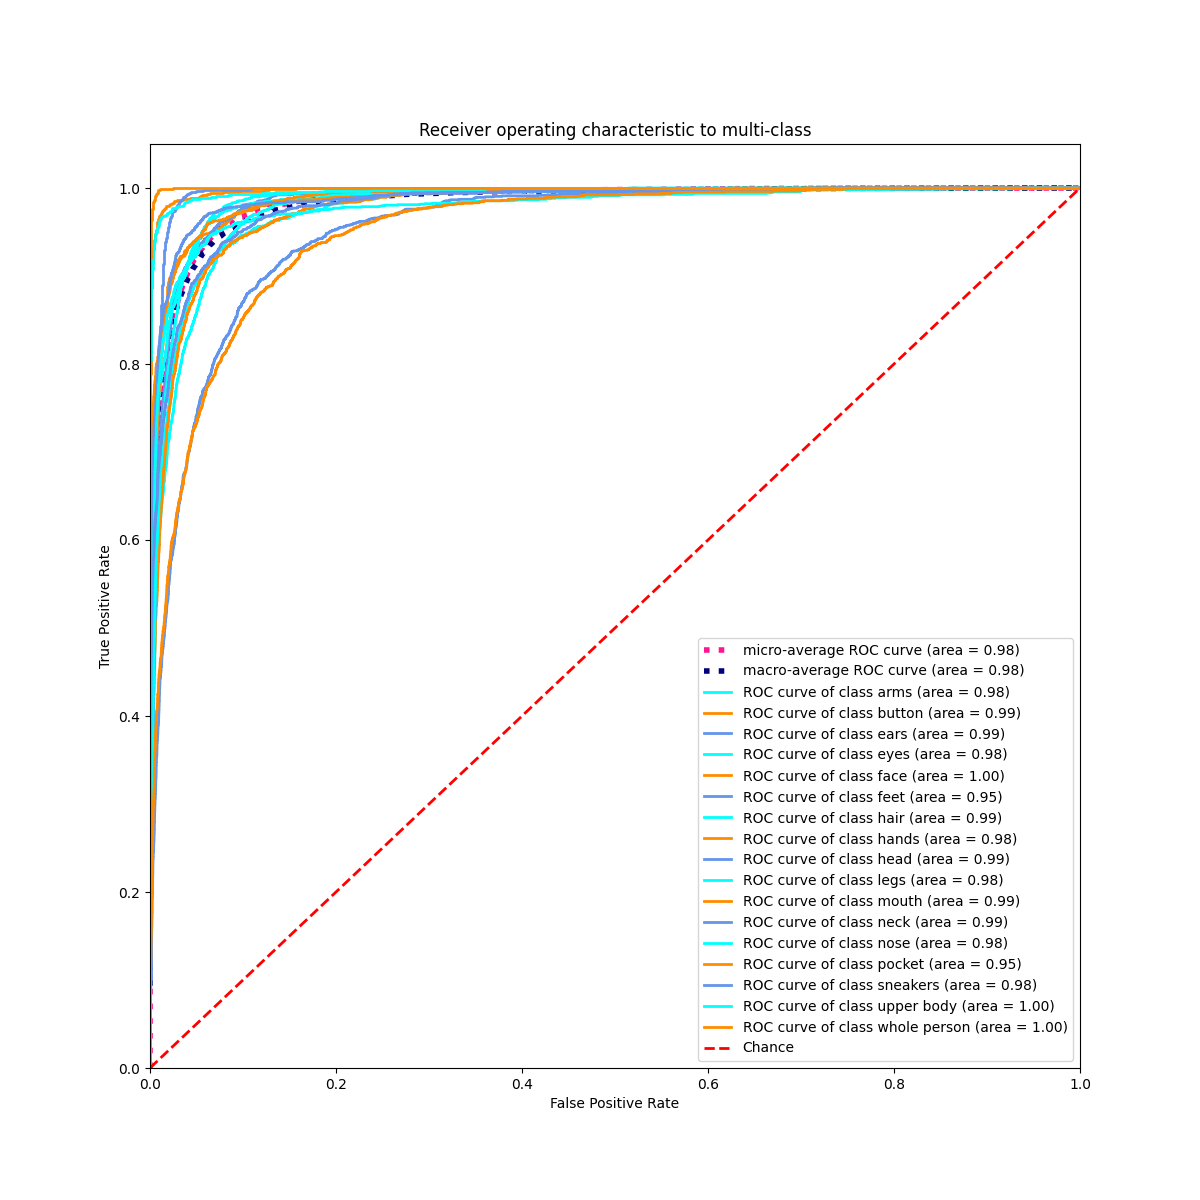 Receiver operating characteristic to multi-class
1.0
0.8
0.6
0.4
0.2
0.0
True Positive Rate
micro-average ROC curve (area = 0.98)
macro-average ROC curve (area = 0.98)
ROC curve of class arms (area = 0.98)
ROC curve of class button (area = 0.99)
ROC curve of class ears (area = 0.99)
ROC curve of class eyes (area = 0.98)
ROC curve of class face (area = 1.00)
ROC curve of class feet (area = 0.95)
ROC curve of class hair (area = 0.99)
ROC curve of class hands (area = 0.98)
ROC curve of class head (area = 0.99)
ROC curve of class legs (area = 0.98)
ROC curve of class mouth (area = 0.99)
ROC curve of class neck (area = 0.99)
ROC curve of class nose (area = 0.98)
ROC curve of class pocket (area = 0.95)
ROC curve of class sneakers (area = 0.98)
ROC curve of class upper body (area = 1.00)
ROC curve of class whole person (area = 1.00)
Chance
0.0 0.2 0.4 0.6 0.8 1.0
False Positive Rate